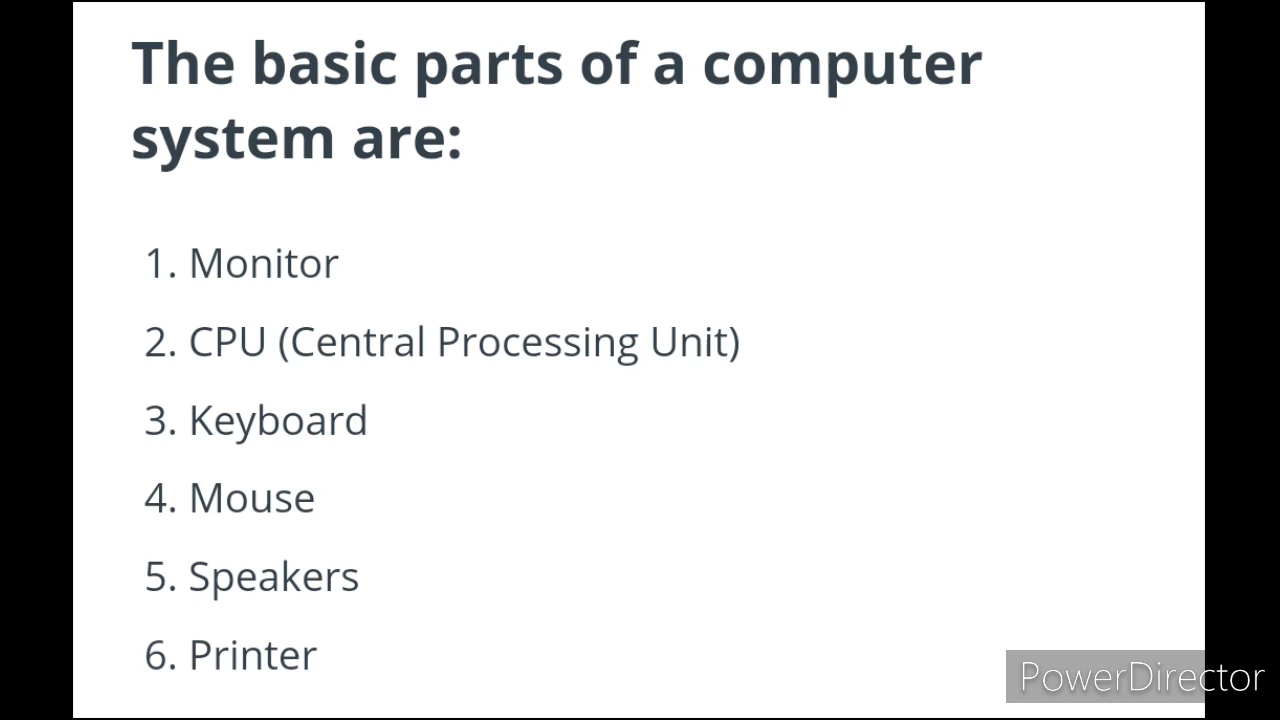 The basic parts of a computer
system are:
1. Monitor
2. CPU (Central Processing Unit)
3. Keyboard
4. Mouse
5. Speakers
6. Printer
PowerDirector